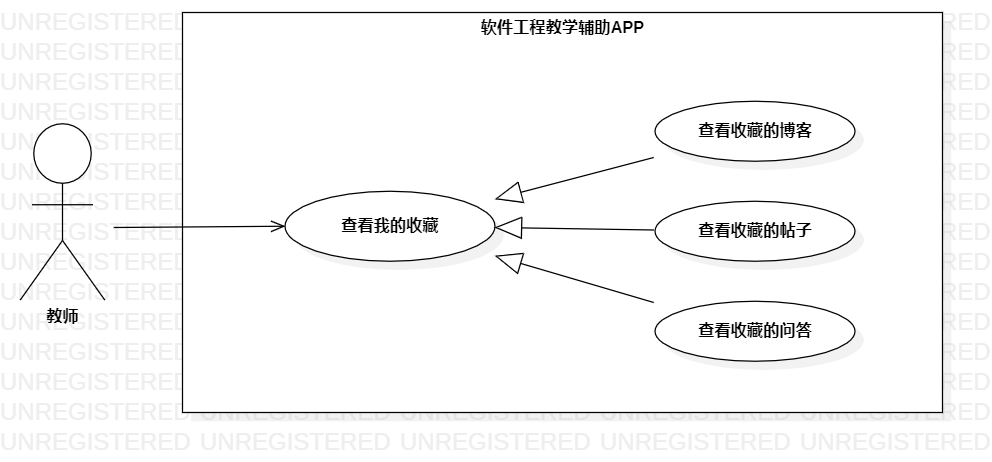 软件工程教学辅助APP
查看收藏的博客
查看我的收藏
查看收藏的帖子
教师
查看收藏的问答
UNREGISTERED UNREGISTERED UNREGISTERED UNREGISTERED UNREGISTERED